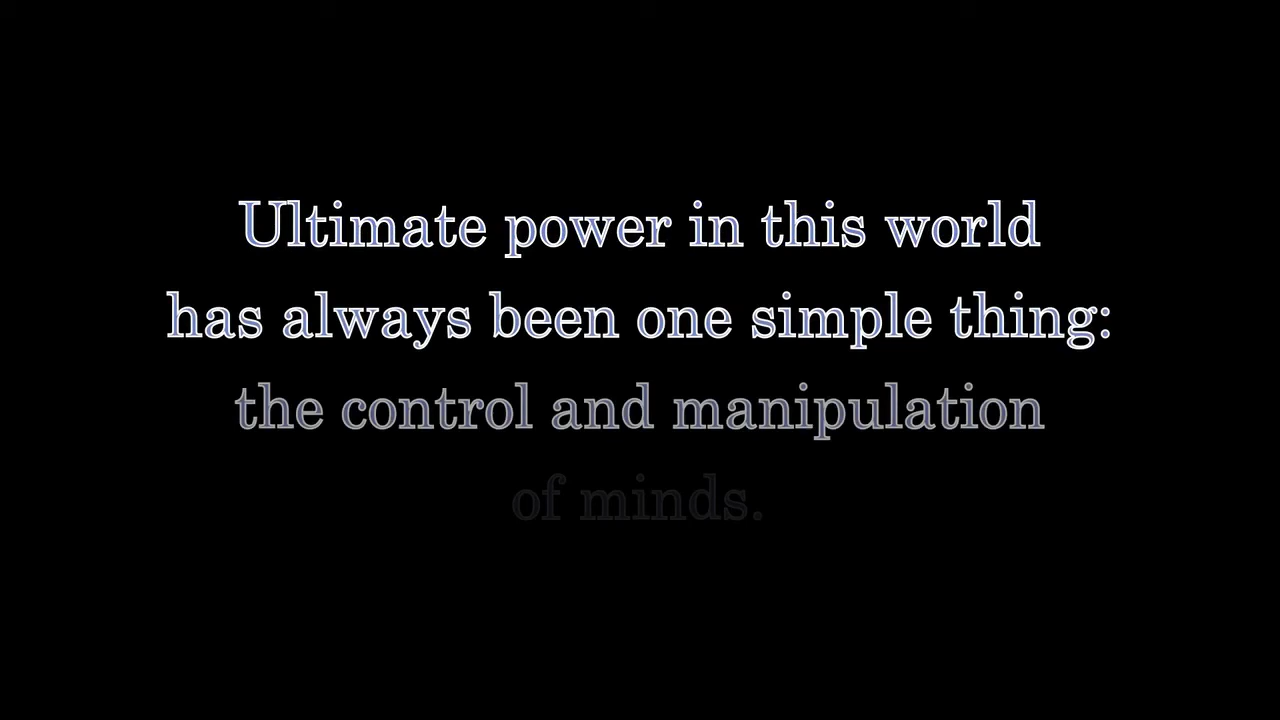 Ultimate power in this world
has always been one simple thing:
the control and manipulation
of minds.